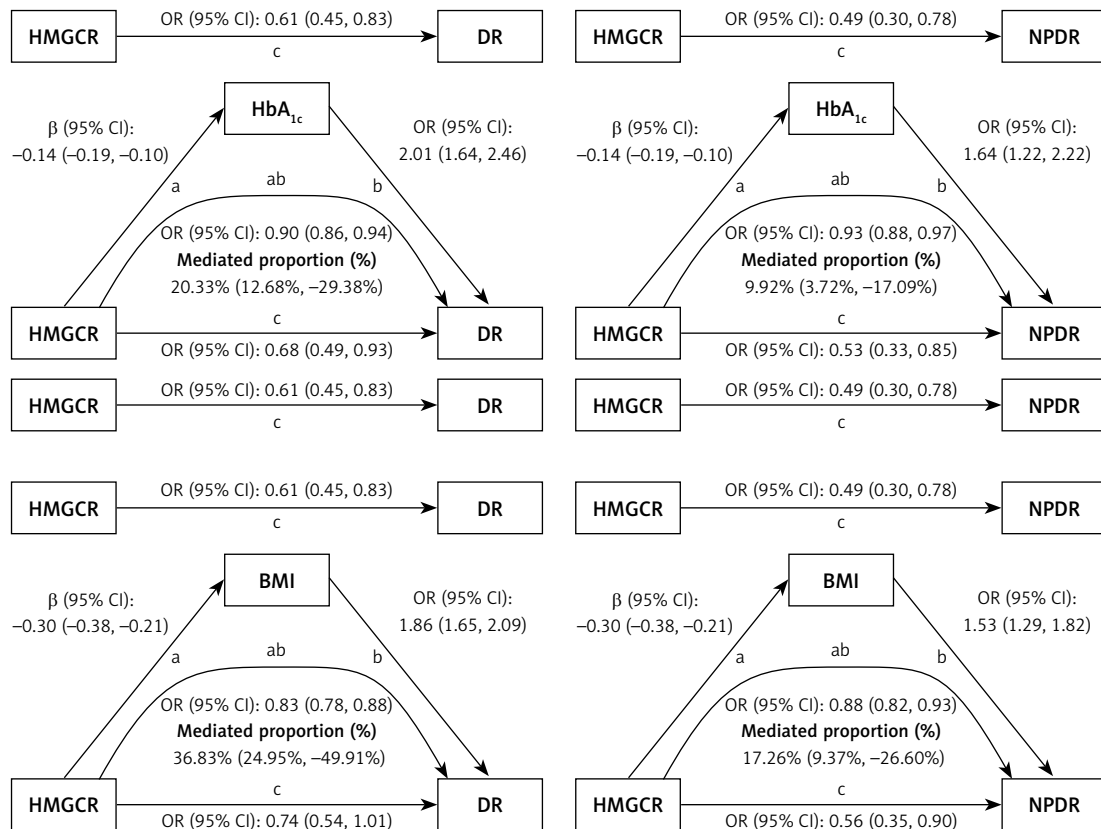 OR (95% CI): 0.61 (0.45, 0.83)
HMGCR
DR
c
HbA1c
β (95% CI):
–0.14 (–0.19, –0.10)
OR (95% CI):
2.01 (1.64, 2.46)
a
ab
b
OR (95% CI): 0.90 (0.86, 0.94)
Mediated proportion (%)
20.33% (12.68%, –29.38%)
HMGCR
c
DR
OR (95% CI): 0.68 (0.49, 0.93)
OR (95% CI): 0.61 (0.45, 0.83)
HMGCR
DR
c
OR (95% CI): 0.49 (0.30, 0.78)
HMGCR
NPDR
c
HbA1c
β (95% CI):
–0.14 (–0.19, –0.10)
OR (95% CI):
1.64 (1.22, 2.22)
a
ab
b
OR (95% CI): 0.93 (0.88, 0.97)
Mediated proportion (%)
9.92% (3.72%, –17.09%)
HMGCR
c
NPDR
OR (95% CI): 0.53 (0.33, 0.85)
OR (95% CI): 0.49 (0.30, 0.78)
HMGCR
NPDR
c
OR (95% CI): 0.61 (0.45, 0.83)
HMGCR
DR
c
BMI
β (95% CI):
–0.30 (–0.38, –0.21)
OR (95% CI):
1.86 (1.65, 2.09)
a
ab
b
OR (95% CI): 0.83 (0.78, 0.88)
Mediated proportion (%)
36.83% (24.95%, –49.91%)
HMGCR
c
DR
OR (95% CI): 0.74 (0.54, 1.01)
OR (95% CI): 0.49 (0.30, 0.78)
HMGCR
NPDR
c
BMI
β (95% CI):
–0.30 (–0.38, –0.21)
OR (95% CI):
1.53 (1.29, 1.82)
a
ab
b
OR (95% CI): 0.88 (0.82, 0.93)
Mediated proportion (%)
17.26% (9.37%, –26.60%)
HMGCR
c
NPDR
OR (95% CI): 0.56 (0.35, 0.90)